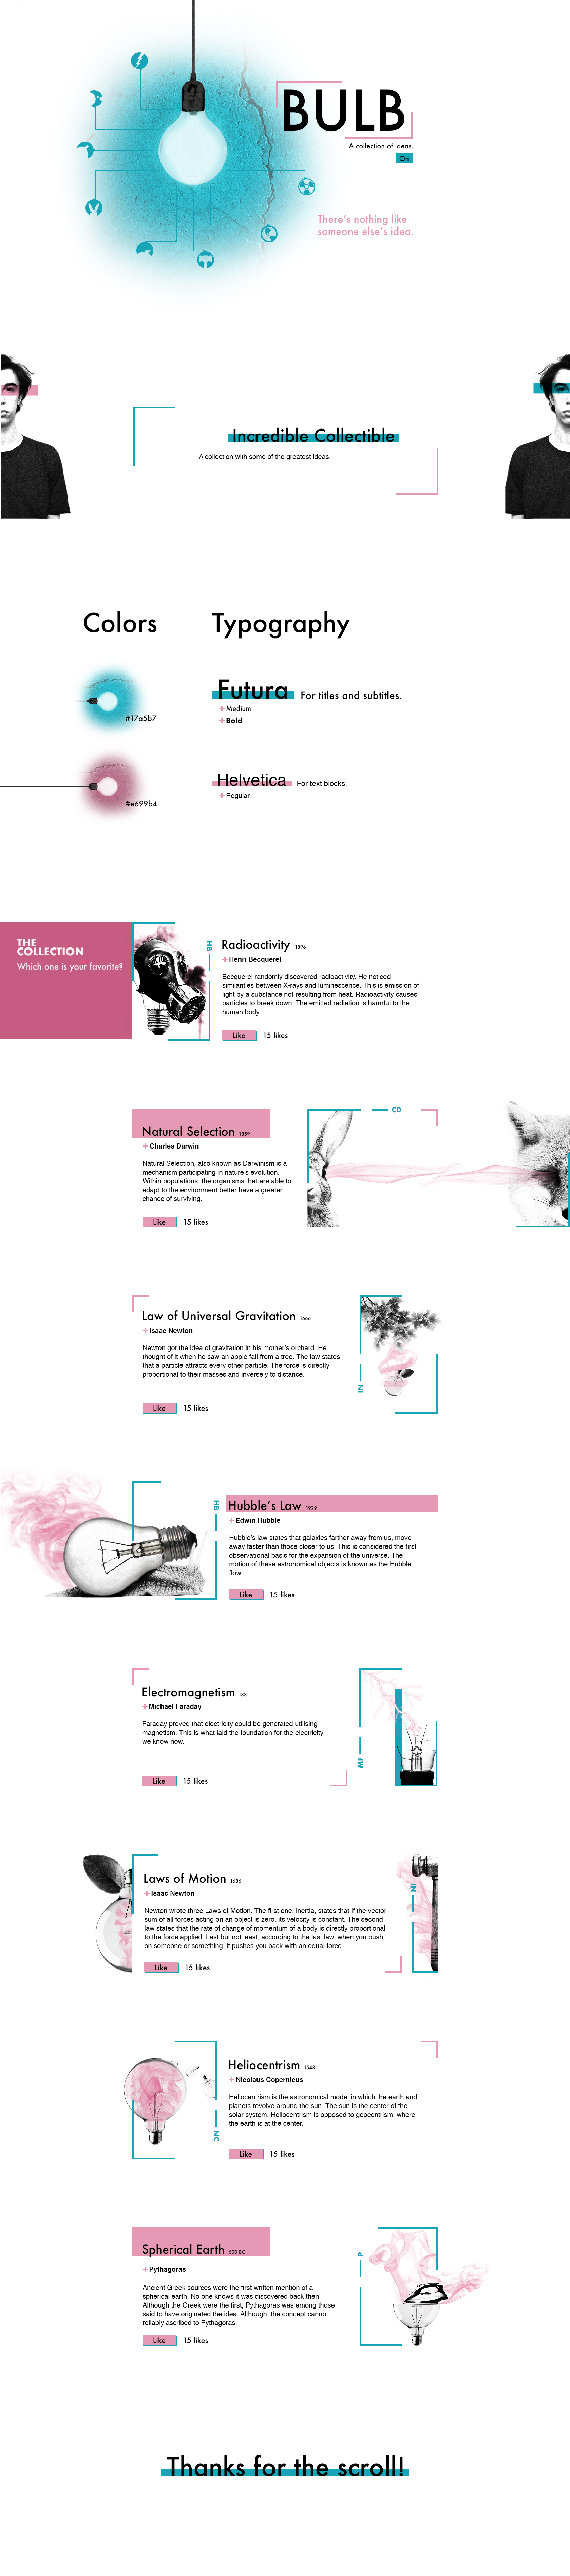 BULB
A collection of ideas.
On
There's nothing like
someone else's idea.
Incredible Collectible
A collection with some of the greatest ideas.
Colors
Typography
#17a5b7
Futura For titles and subtitles.
Medium
Bold
#e699b4
Helvetica For text blocks.
Regular
THE
COLLECTION
Which one is your favorite?
HB
Radioactivity 1896
Henri Becquerel
Becquerel randomly discovered radioactivity. He noticed
similarities between X-rays and luminescence. This is emission of
light by a substance not resulting from heat. Radioactivity causes
particles to break down. The emitted radiation is harmful to the
human body.
Like 15 likes
Natural Selection 1859
Charles Darwin
Natural Selection, also known as Darwinism is a
mechanism participating in nature's evolution.
Within populations, the organisms that are able to
adapt to the environment better have a greater
chance of surviving.
Like 15 likes
CD
Law of Universal Gravitation 1666
Isaac Newton
Newton got the idea of gravitation in his mother's orchard. He
thought of it when he saw an apple fall from a tree. The law states
that a particle attracts every other particle. The force is directly
proportional to their masses and inversely to distance.
Like 15 likes
IN
HB
Hubble's Law 1929
Edwin Hubble
Hubble's law states that galaxies farther away from us, move
away faster than those closer to us. This is considered the first
observational basis for the expansion of the universe. The
motion of these astronomical objects is known as the Hubble
flow.
Like 15 likes
Electromagnetism 1831
Michael Faraday
Faraday proved that electricity could be generated utilising
magnetism. This is what laid the foundation for the electricity
we know now.
Like 15 likes
MF
Laws of Motion 1686
Isaac Newton
Newton wrote three Laws of Motion. The first one, inertia, states that if the vector
sum of all forces acting on an object is zero, its velocity is constant. The second
law states that the rate of change of momentum of a body is directly proportional
to the force applied. Last but not least, according to the last law, when you push
on someone or something, it pushes you back with an equal force.
Like 15 likes
IN
NC
Heliocentrism 1543
Nicolaus Copernicus
Heliocentrism is the astronomical model in which the earth and
planets revolve around the sun. The sun is the center of the
solar system. Heliocentrism is opposed to geocentrism, where
the earth is at the center.
Like 15 likes
Spherical Earth 600 BC
Pythagoras
Ancient Greek sources were the first written mention of a
spherical earth. No one knows it was discovered back then.
Although the Greek were the first, Pythagoras was among those
said to have originated the idea. Although, the concept cannot
reliably ascribed to Pythagoras.
Like 15 likes
P
Thanks for the scroll!